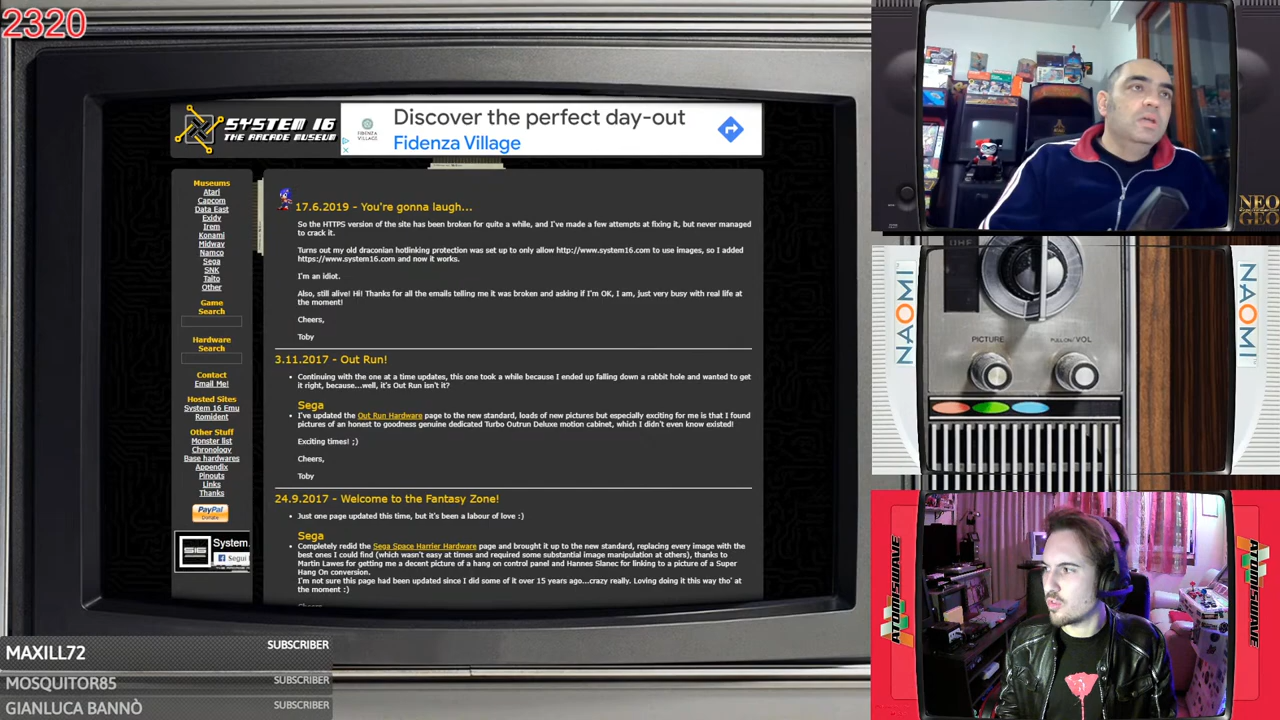 2320
SYSTEM 16
THE ARCADE MUSEUM
FIDENZA VILLAGE
Discover the perfect day-out
Fidenza Village
Museums
Atari
Capcom
Data East
Exidy
Irem
Konami
Midway
Namco
Sega
SNK
Taito
Other
Game
Search
Hardware
Search
Contact
Email Me!
Hosted Sites
System 16 Emu
Romident
Other Stuff
Monster list
Chronology
Base hardwares
Appendix
Pinouts
Links
Thanks
PayPal
Donate
S16
System.
Segui
17.6.2019 - You're gonna laugh...
So the HTTPS version of the site has been broken for quite a while, and I've made a few attempts at fixing it, but never managed
to crack it.
Turns out my old draconian hotlinking protection was set up to only allow http://www.system16.com to use images, so I added
https://www.system16.com and now it works.
I'm an idiot.
Also, still alive! Hi! Thanks for all the emails telling me it was broken and asking if I'm OK, I am, just very busy with real life at
the moment!
Cheers,
Toby
3.11.2017 - Out Run!
Continuing with the one at a time updates, this one took a while because I ended up falling down a rabbit hole and wanted to get
it right, because...well, it's Out Run isn't it?
Sega
I've updated the Out Run Hardware page to the new standard, loads of new pictures but especially exciting for me is that I found
pictures of an honest to goodness genuine dedicated Turbo Outrun Deluxe motion cabinet, which I didn't even know existed!
Exciting times! ;)
Cheers,
Toby
24.9.2017 - Welcome to the Fantasy Zone!
Just one page updated this time, but it's been a labour of love :)
Sega
Completely redid the Sega Space Harrier Hardware page and brought it up to the new standard, replacing every image with the
best ones I could find (which wasn't easy at times and required some substantial image manipulation at others), thanks to
Martin Lawes for getting me a decent picture of a hang on control panel and Hannes Slanec for linking to a picture of a Super
Hang On conversion.
I'm not sure this page had been updated since I did some of it over 15 years ago...crazy really. Loving doing it this way tho' at
the moment :)
Cheers
NEO
GEO
UHF
PICTURE
PULL ON/VOL
NAOMI
NAOMI
ATOMISWAVE
ATOMISWAVE
MAXILL72
SUBSCRIBER
MOSQUITOR85
SUBSCRIBER
GIANLUCA BANNÒ
SUBSCRIBER